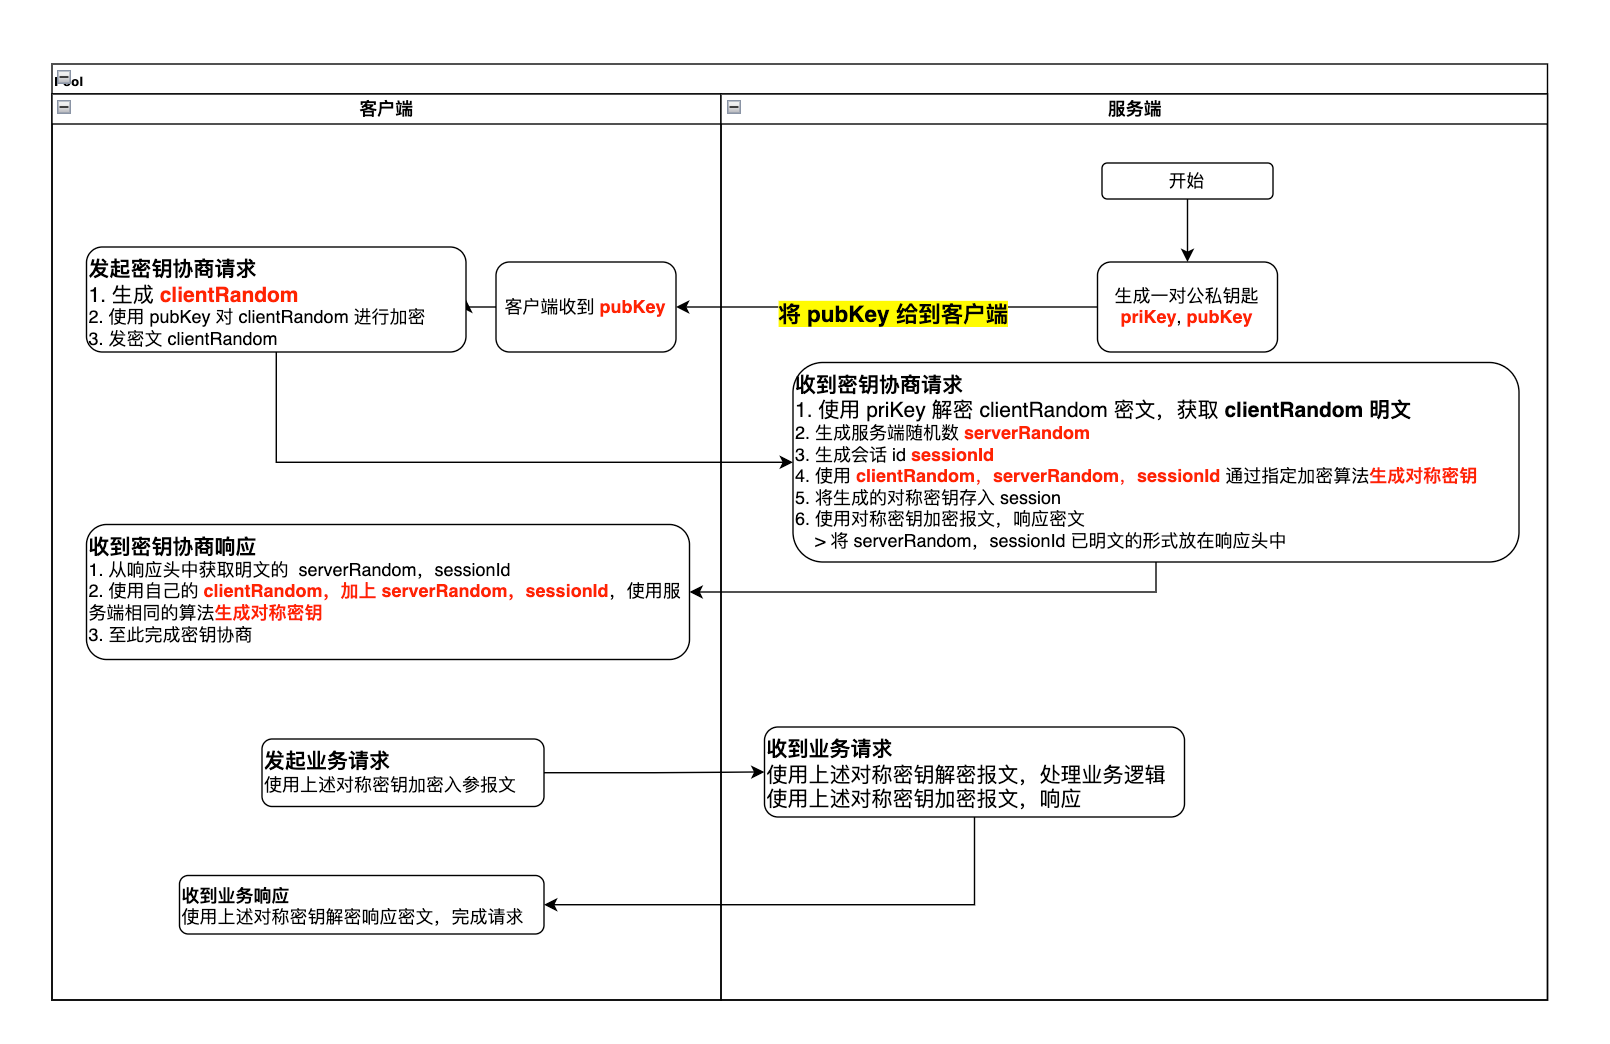 客户端
服务端
开始
生成一对公私钥匙
priKey, pubKey
将 pubKey 给到客户端
客户端收到 pubKey
发起密钥协商请求
1. 生成 clientRandom
2. 使用 pubKey 对 clientRandom 进行加密
3. 发密文 clientRandom
收到密钥协商请求
1. 使用 priKey 解密 clientRandom 密文，获取 clientRandom 明文
2. 生成服务端随机数 serverRandom
3. 生成会话 id sessionId
4. 使用 clientRandom，serverRandom，sessionId 通过指定加密算法生成对称密钥
5. 将生成的对称密钥存入 session
6. 使用对称密钥加密报文，响应密文
> 将 serverRandom，sessionId 已明文的形式放在响应头中
收到密钥协商响应
1. 从响应头中获取明文的 serverRandom，sessionId
2. 使用自己的 clientRandom，加上 serverRandom，sessionId，使用服
务端相同的算法生成对称密钥
3. 至此完成密钥协商
发起业务请求
使用上述对称密钥加密入参报文
收到业务请求
使用上述对称密钥解密报文，处理业务逻辑
使用上述对称密钥加密报文，响应
收到业务响应
使用上述对称密钥解密响应密文，完成请求